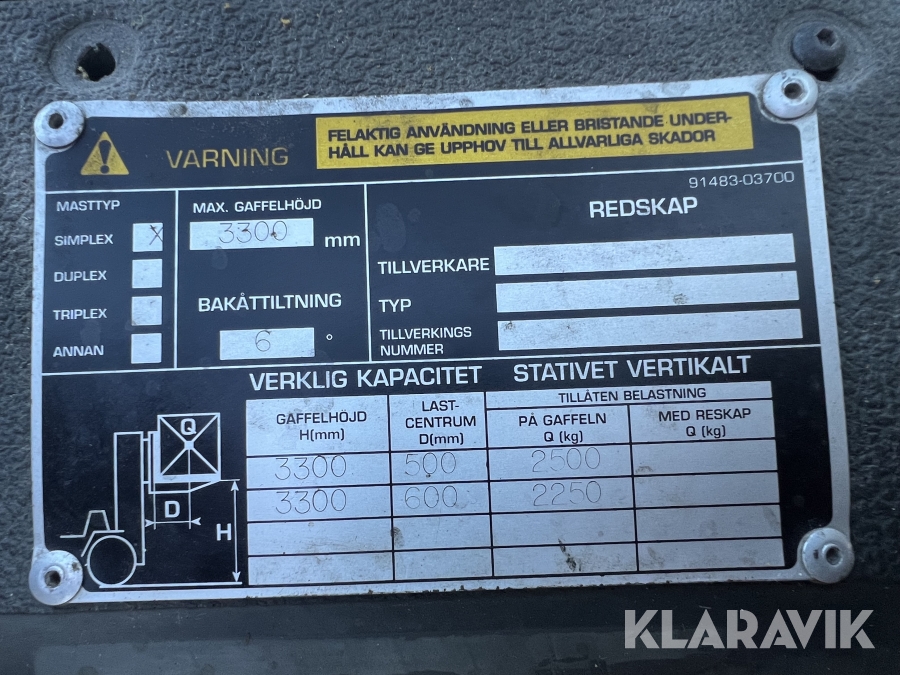 VARNING
FELAKTIG ANVÄNDNING ELLER BRISTANDE UNDER-
HÅLL KAN GE UPPHOV TILL ALLVARLIGA SKADOR
91483-03700
MASTTYP
SIMPLEX X
DUPLEX
TRIPLEX
ANNAN
MAX. GAFFELHÖJD
3300 mm
BAKÅTTILTNING
6 °
REDSKAP
TILLVERKARE
TYP
TILLVERKINGS
NUMMER
VERKLIG KAPACITET STATIVET VERTIKALT
GAFFELHÖJD
H(mm)
LAST-
CENTRUM
D(mm)
TILLÅTEN BELASTNING
PÅ GAFFELN
Q (kg)
MED RESKAP
Q (kg)
3300 500 2500
3300 600 2250
Q
D
H
KLARAVIK